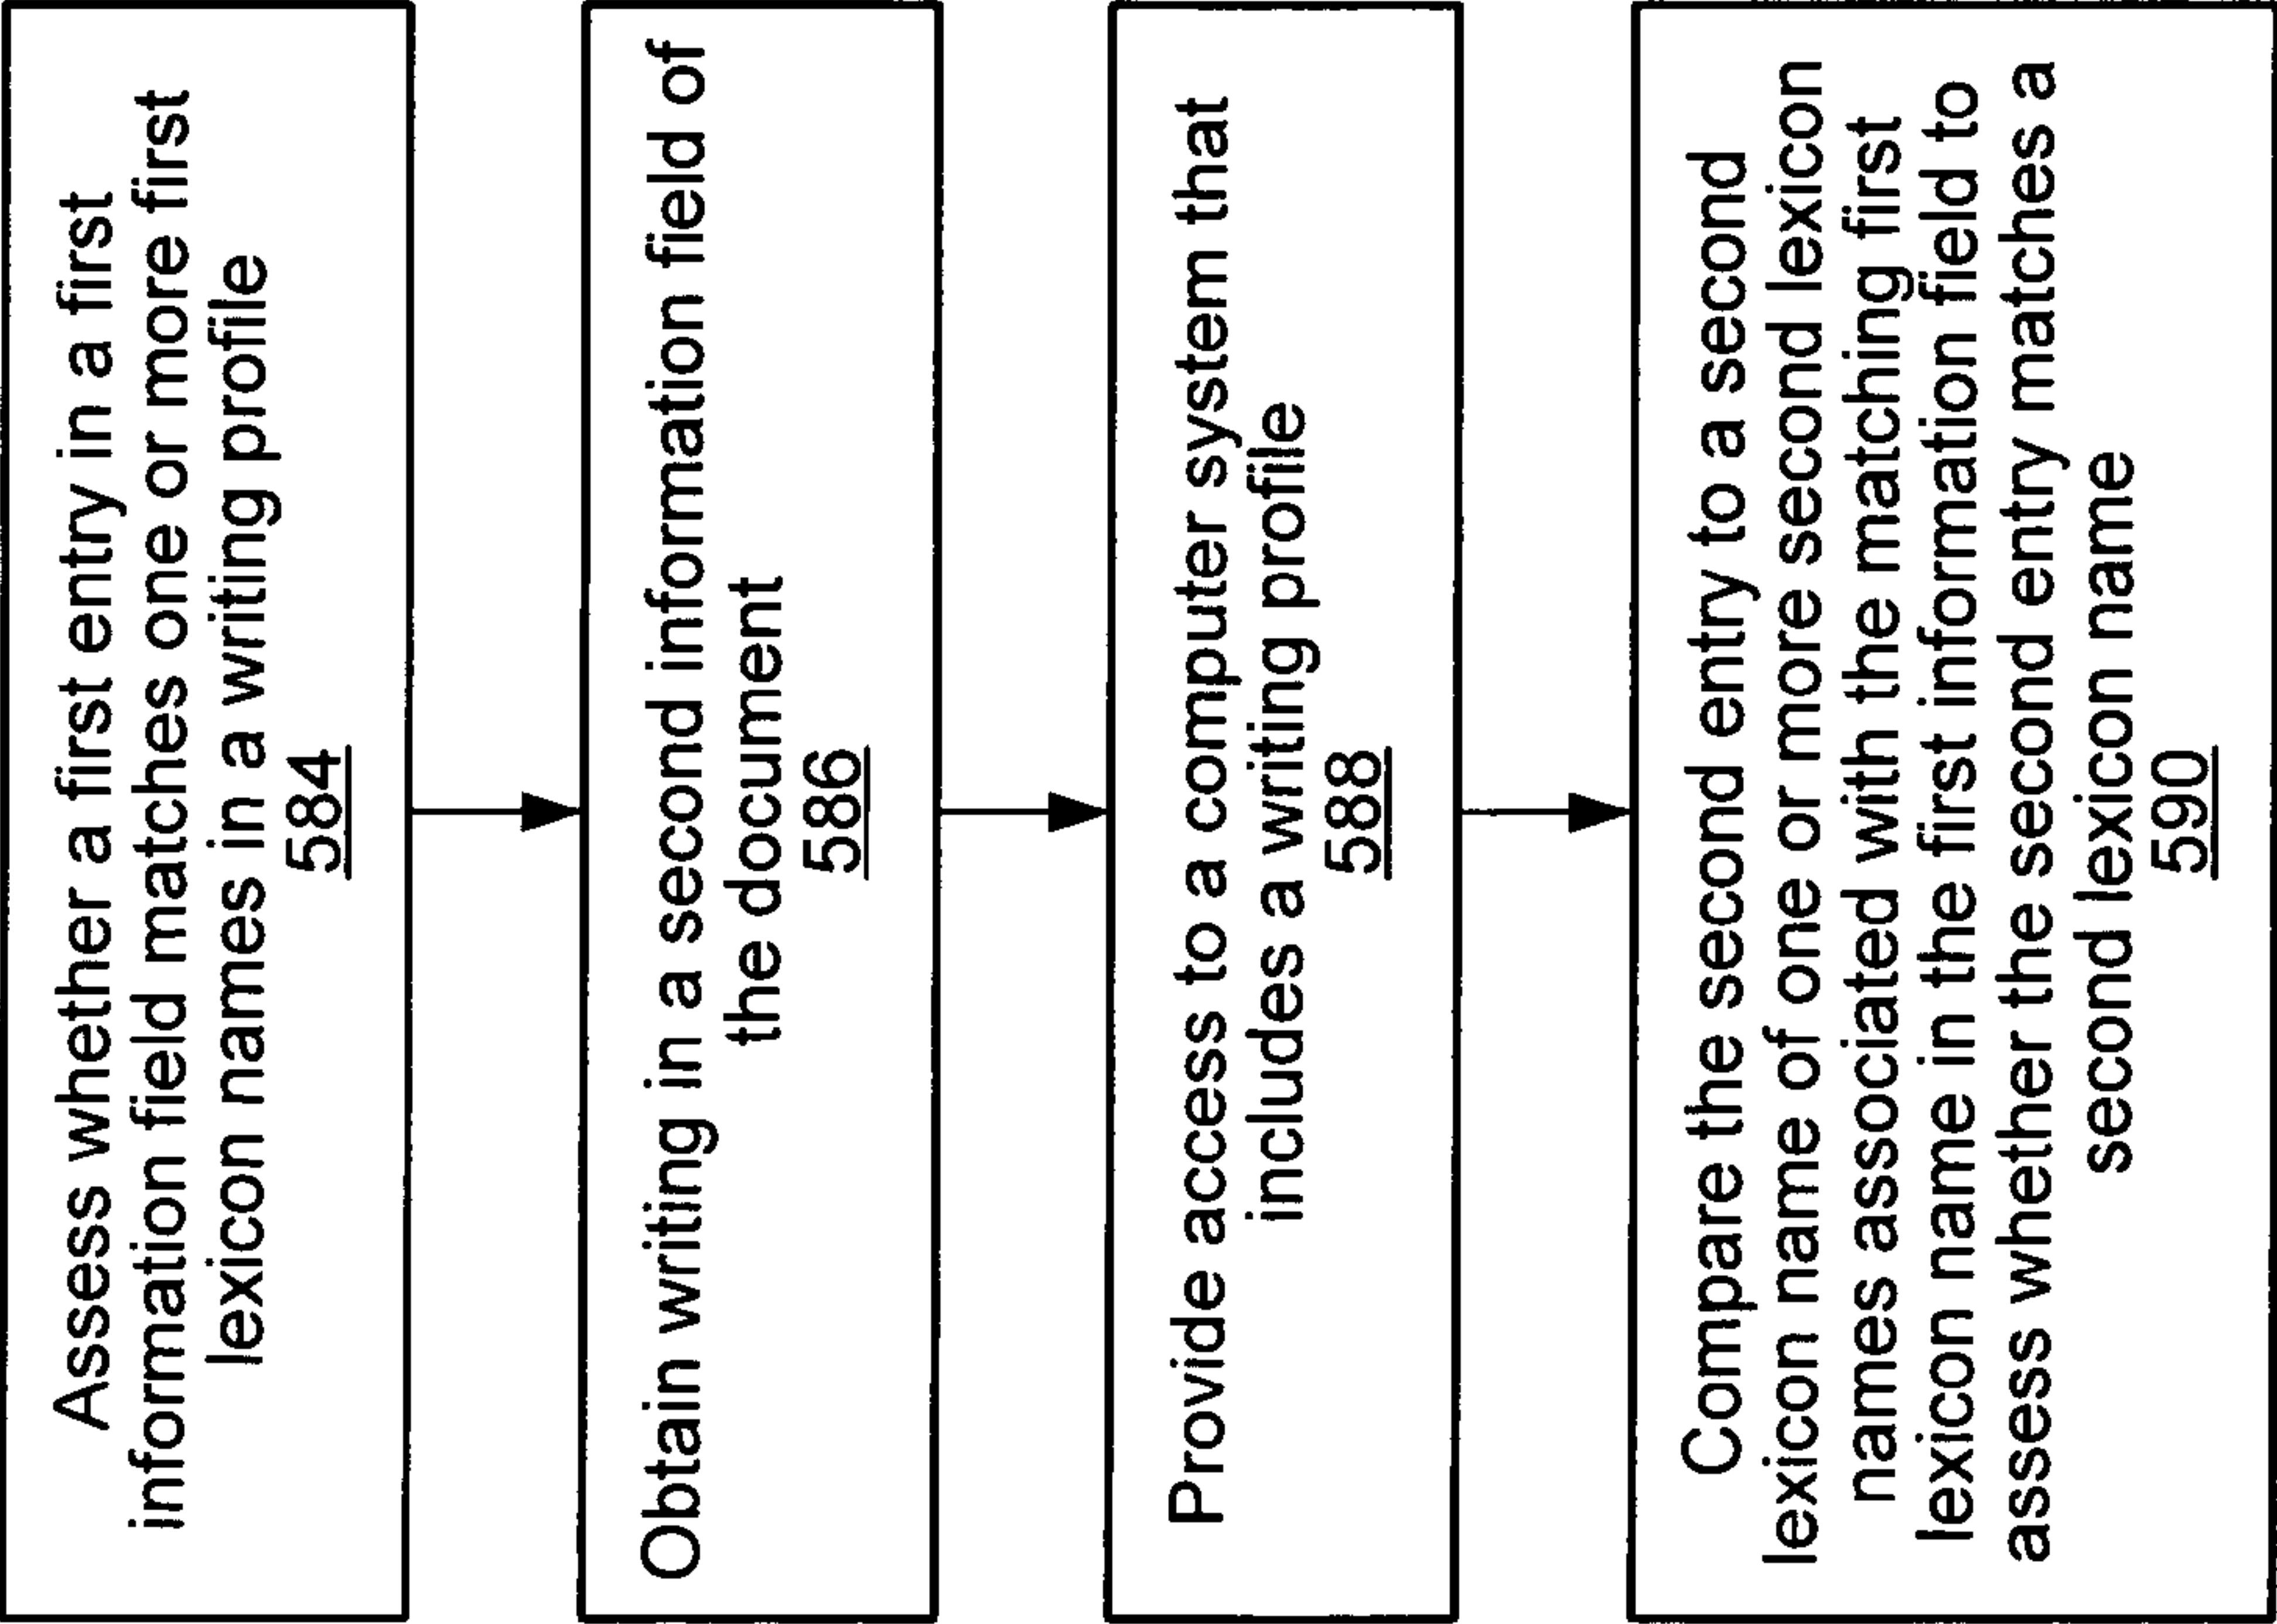 Assess whether a first entry in a first
information field matches one or more first
lexicon names in a writing profile
584
Obtain writing in a second information field of
the document
586
Provide access to a computer system that
includes a writing profile
588
Compare the second entry to a second
lexicon name of one or more second lexicon
names associated with the matching first
lexicon name in the first information field to
assess whether the second entry matches a
second lexicon name
590